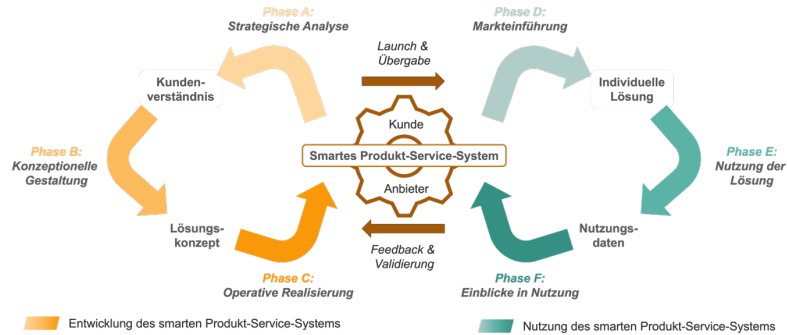 Phase A:
Strategische Analyse
Kunden-
verständnis
Phase B:
Konzeptionelle
Gestaltung
Lösungs-
konzept
Phase C:
Operative Realisierung
Launch &
Übergabe
Kunde
Smartes Produkt-Service-System
Anbieter
Feedback &
Validierung
Phase D:
Markteinführung
Individuelle
Lösung
Phase E:
Nutzung der
Lösung
Nutzungs-
daten
Phase F:
Einblicke in Nutzung
Entwicklung des smarten Produkt-Service-Systems
Nutzung des smarten Produkt-Service-Systems